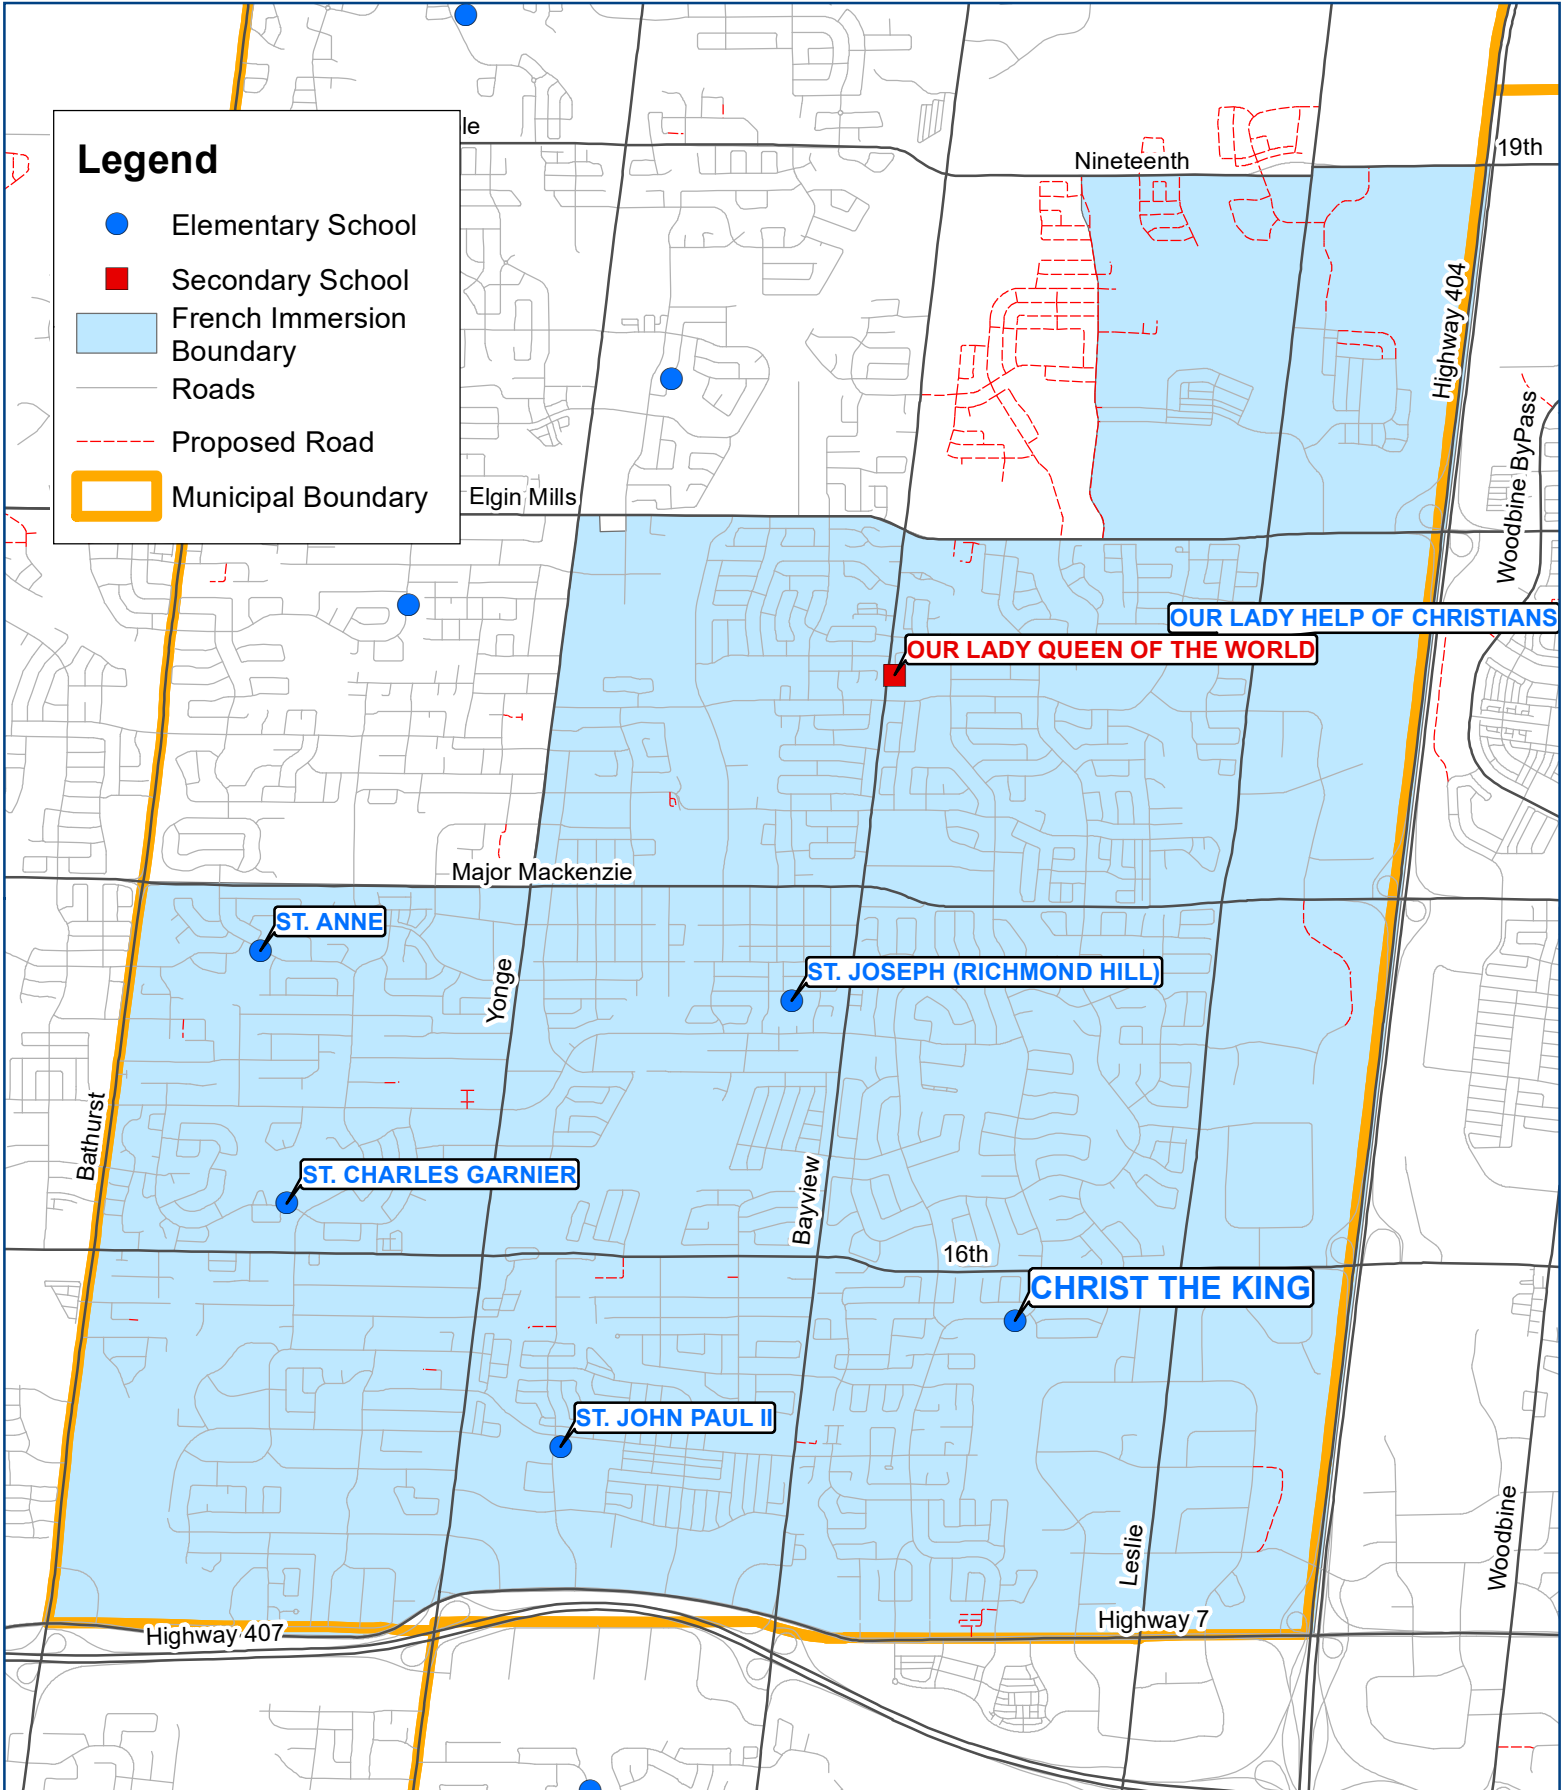 le
Nineteenth
19th
Legend
Elementary School
Secondary School
French Immersion
Boundary
Roads
Proposed Road
Municipal Boundary
Highway 404
Woodbine ByPass
Elgin Mills
OUR LADY HELP OF CHRISTIANS
OUR LADY QUEEN OF THE WORLD
Major Mackenzie
ST. ANNE
ST. JOSEPH (RICHMOND HILL)
Yonge
Bathurst
ST. CHARLES GARNIER
Bayview
16th
CHRIST THE KING
ST. JOHN PAUL II
Leslie
Woodbine
Highway 7
Highway 407